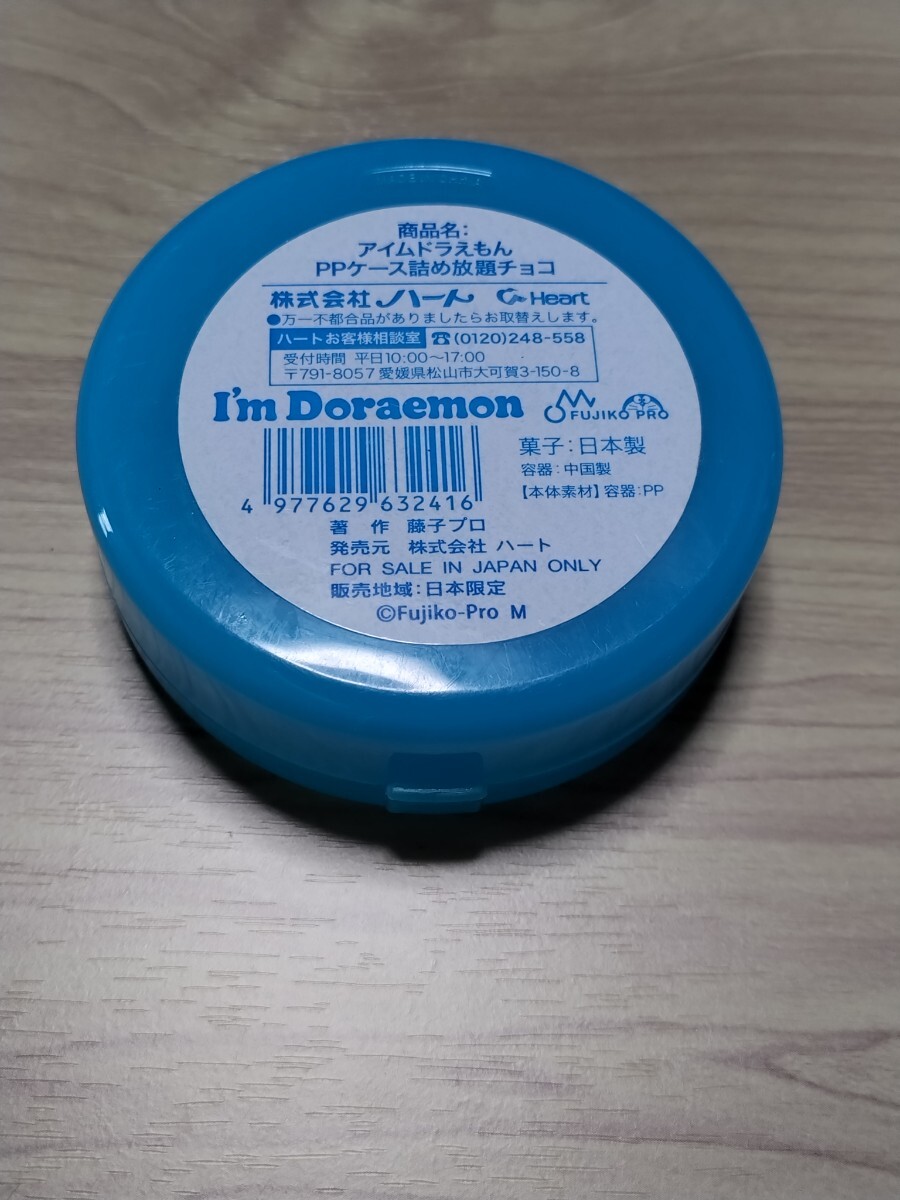 商品名：
アイムドラえもん
PPケース詰め放題チョコ
株式会社ハート Heart
●万一不都合品がありましたらお取替えします。
ハートお客様相談室 ☎(0120)248-558
受付時間 平日10:00〜17:00
〒791-8057 愛媛県松山市大可賀3-150-8
I'm Doraemon FUJIKO PRO
菓子：日本製
容器：中国製
【本体素材】容器：PP
4 977629 632416
著 作 藤子プロ
発売元 株式会社 ハート
FOR SALE IN JAPAN ONLY
販売地域：日本限定
©Fujiko-Pro M